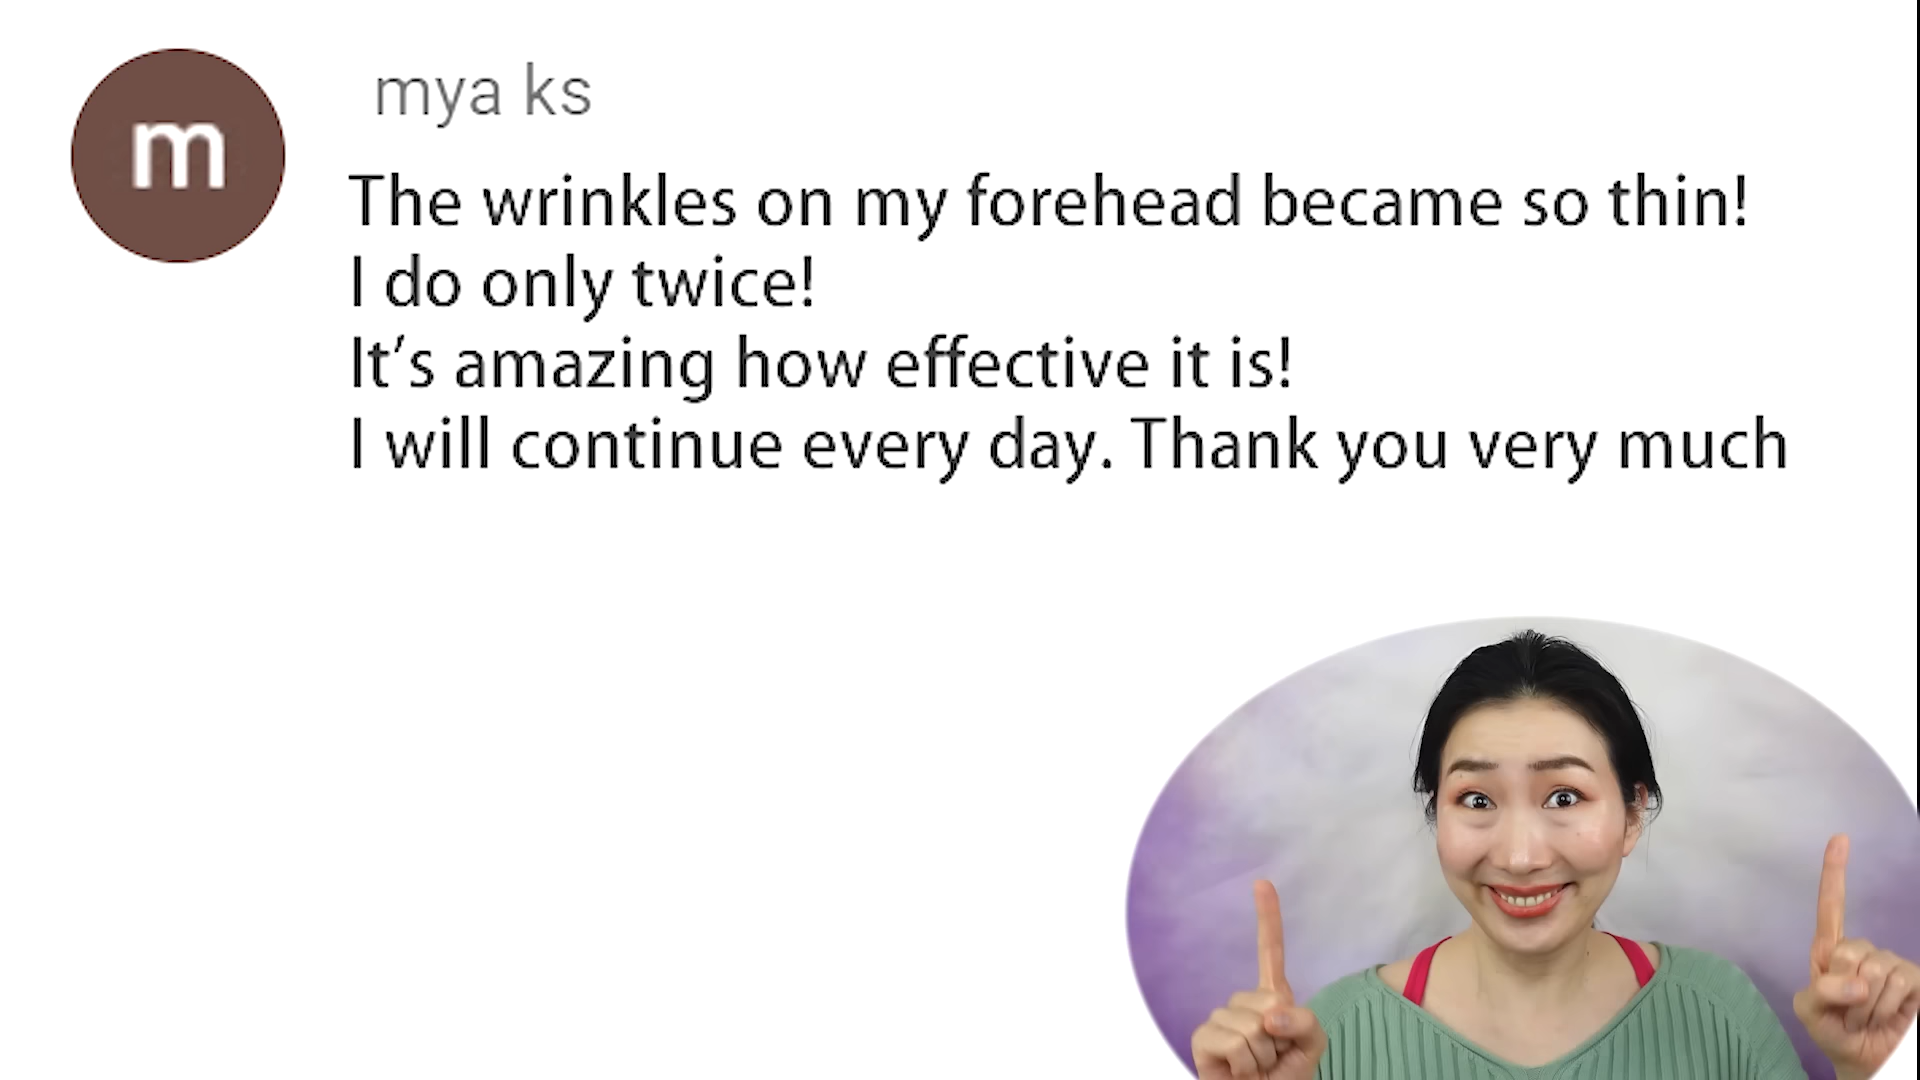 m
mya ks
The wrinkles on my forehead became so thin!
I do only twice!
It's amazing how effective it is!
I will continue every day. Thank you very much